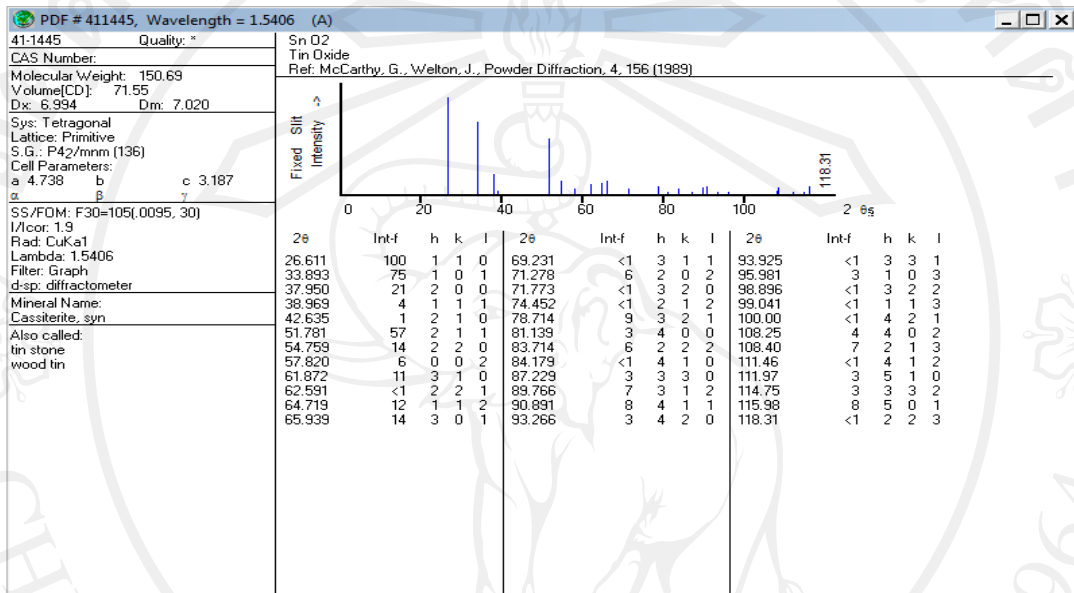 PDF # 411445, Wavelength = 1.5406 (A)
41-1445 Quality: *
CAS Number:
Molecular Weight: 150.69
Volume[CD]: 71.55
Dx: 6.994 Dm: 7.020
Sys: Tetragonal
Lattice: Primitive
S.G.: P42/mnm (136)
Cell Parameters:
a 4.738 b c 3.187
α β γ
SS/FOM: F30=105(.0095, 30)
I/Icor: 1.9
Rad: CuKa1
Lambda: 1.5406
Filter: Graph
d-sp: diffractometer
Mineral Name:
Cassiterite, syn
Also called:
tin stone
wood tin
Sn O2
Tin Oxide
Ref: McCarthy, G., Welton, J., Powder Diffraction, 4, 156 (1989)
Fixed Slit
Intensity ->
118.31
0 20 40 60 80 100 2 θs
2θ Int-f h k l
26.611 100 1 1 0
33.893 75 1 0 1
37.950 21 2 0 0
38.969 4 1 1 1
42.635 1 2 1 0
51.781 57 2 1 1
54.759 14 2 2 0
57.820 6 0 0 2
61.872 11 3 1 0
62.591 <1 2 2 1
64.719 12 1 1 2
65.939 14 3 0 1
2θ Int-f h k l
69.231 <1 3 1 1
71.278 6 2 0 2
71.773 <1 3 2 0
74.452 <1 2 1 2
78.714 9 3 2 1
81.139 3 4 0 0
83.714 6 2 2 2
84.179 <1 4 1 0
87.229 3 3 3 0
89.766 7 3 1 2
90.891 8 4 1 1
93.266 3 4 2 0
2θ Int-f h k l
93.925 <1 3 3 1
95.981 3 1 0 3
98.896 <1 3 2 2
99.041 <1 1 1 3
100.00 <1 4 2 1
108.25 4 4 0 2
108.40 7 2 1 3
111.46 <1 4 1 2
111.97 3 5 1 0
114.75 3 3 3 2
115.98 8 5 0 1
118.31 <1 2 2 3